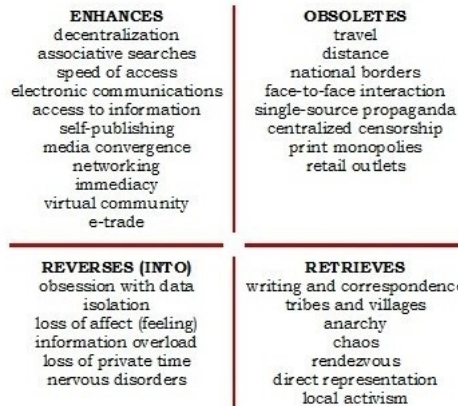 ENHANCES
decentralization
associative searches
speed of access
electronic communications
access to information
self-publishing
media convergence
networking
immediacy
virtual community
e-trade
OBSOLETES
travel
distance
national borders
face-to-face interaction
single-source propaganda
centralized censorship
print monopolies
retail outlets
REVERSES (INTO)
obsession with data
isolation
loss of affect (feeling)
information overload
loss of private time
nervous disorders
RETRIEVES
writing and correspondence
tribes and villages
anarchy
chaos
rendezvous
direct representation
local activism